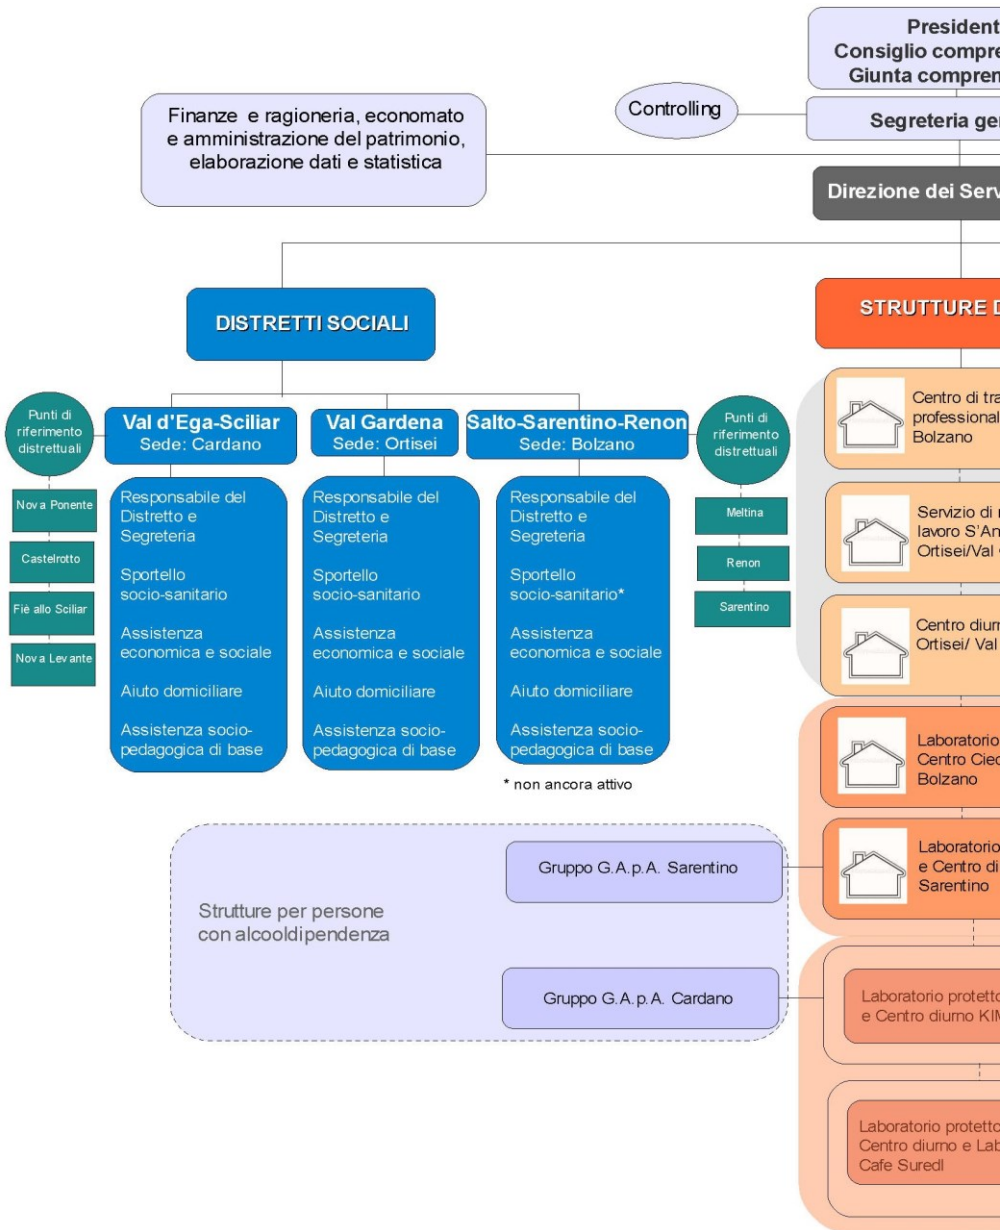 President
Consiglio compre
Giunta compren
Controlling
Segreteria ger
Finanze e ragioneria, economato
e amministrazione del patrimonio,
elaborazione dati e statistica
Direzione dei Serv
DISTRETTI SOCIALI
STRUTTURE D
Punti di
riferimento
distrettuali
Nova Ponente
Castelrotto
Fiè allo Sciliar
Nova Levante
Val d'Ega-Sciliar
Sede: Cardano
Responsabile del
Distretto e
Segreteria
Sportello
socio-sanitario
Assistenza
economica e sociale
Aiuto domiciliare
Assistenza socio-
pedagogica di base
Val Gardena
Sede: Ortisei
Responsabile del
Distretto e
Segreteria
Sportello
socio-sanitario
Assistenza
economica e sociale
Aiuto domiciliare
Assistenza socio-
pedagogica di base
Salto-Sarentino-Renon
Sede: Bolzano
Responsabile del
Distretto e
Segreteria
Sportello
socio-sanitario*
Assistenza
economica e sociale
Aiuto domiciliare
Assistenza socio-
pedagogica di base
* non ancora attivo
Punti di
riferimento
distrettuali
Meltina
Renon
Sarentino
Centro di tra
professional
Bolzano
Servizio di r
lavoro S'An
Ortisei/Val
Centro diurn
Ortisei/ Val
Laboratorio
Centro Ciec
Bolzano
Laboratorio
e Centro di
Sarentino
Strutture per persone
con alcooldipendenza
Gruppo G.A.p.A. Sarentino
Gruppo G.A.p.A. Cardano
Laboratorio protetto
e Centro diurno KIM
Laboratorio protetto
Centro diurno e Lab
Cafe Suredl